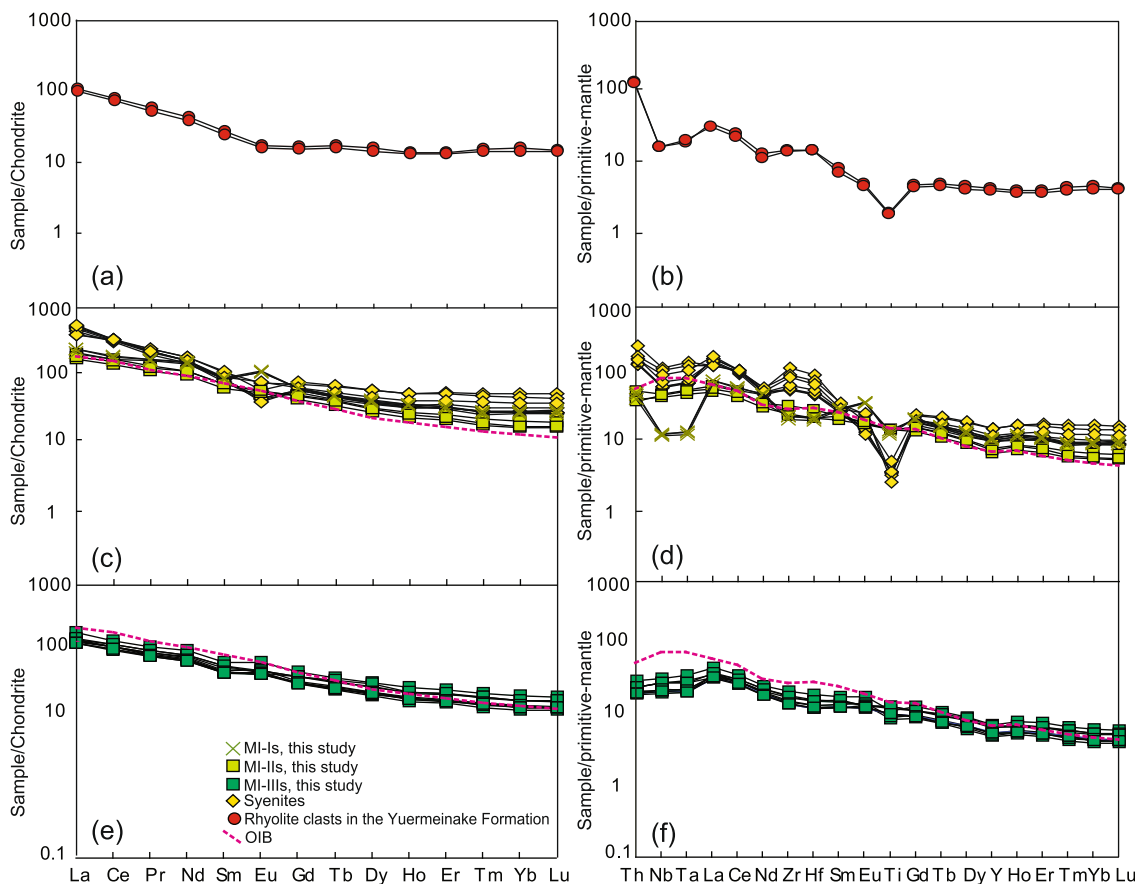 1000
100
10
1
Sample/Chondrite
(a)
1000
100
10
1
Sample/primitive-mantle
(b)
1000
100
10
1
Sample/Chondrite
(c)
1000
100
10
1
Sample/primitive-mantle
(d)
1000
100
10
0.1
Sample/Chondrite
MI-Is, this study
MI-IIs, this study
MI-IIIs, this study
Syenites
Rhyolite clasts in the Yuermeinake Formation
OIB
(e)
La Ce Pr Nd Sm Eu Gd Tb Dy Ho Er Tm Yb Lu
1000
100
10
1
0.1
Sample/primitive-mantle
(f)
Th Nb Ta La Ce Nd Zr Hf Sm Eu Ti Gd Tb Dy Y Ho Er Tm Yb Lu